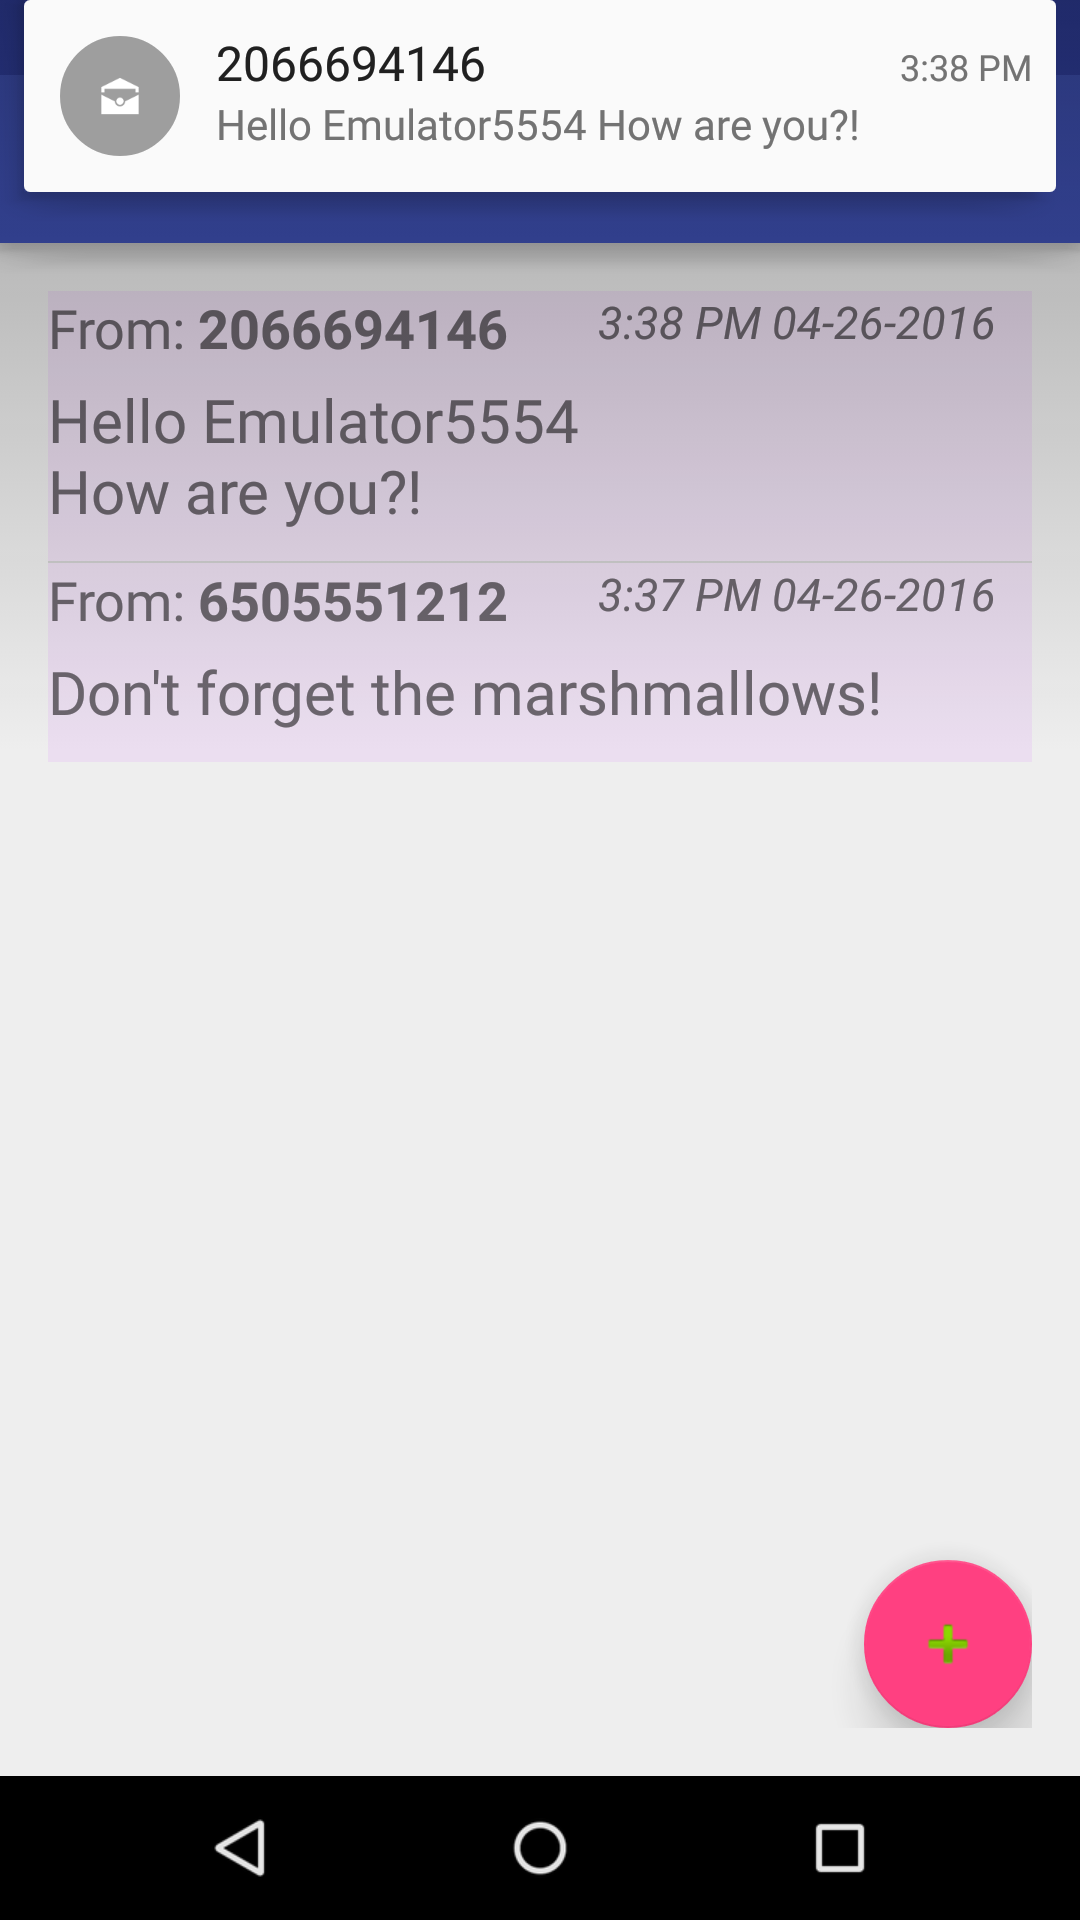 2066694146 3:38 PM
Hello Emulator5554 How are you?!
From: 2066694146 3:38 PM 04-26-2016
Hello Emulator5554
How are you?!
From: 6505551212 3:37 PM 04-26-2016
Don't forget the marshmallows!